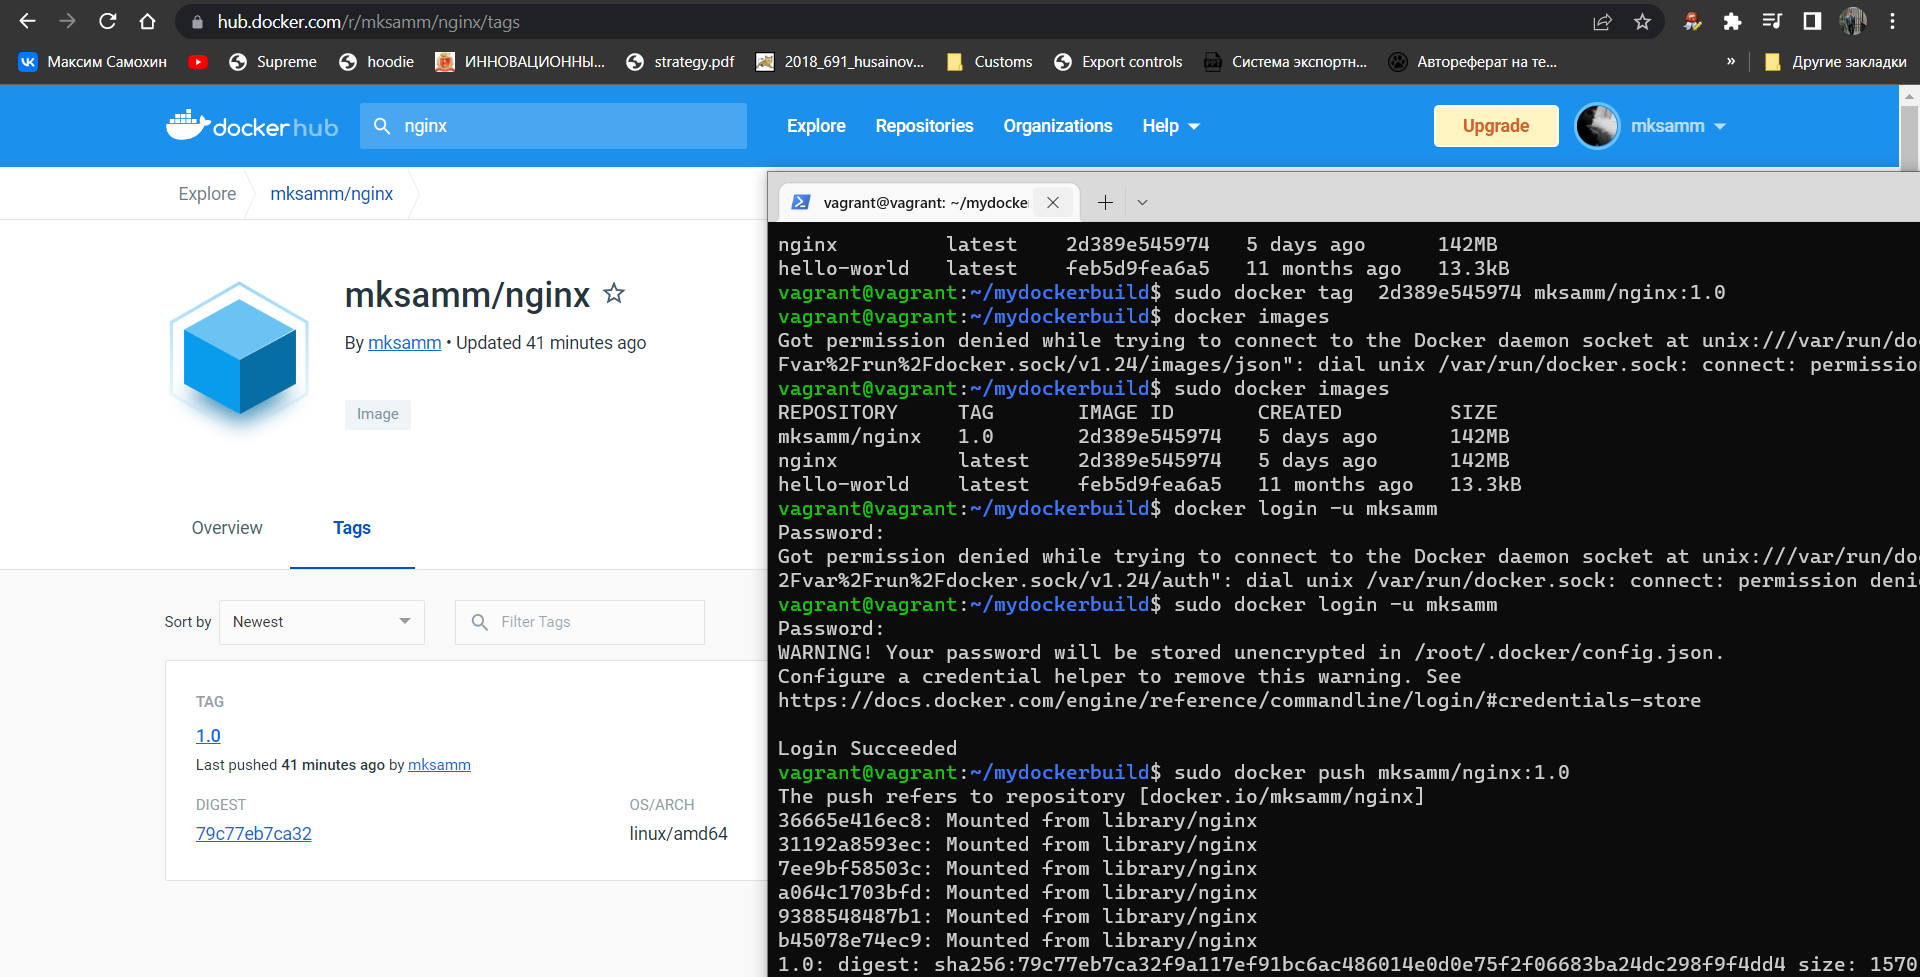 hub.docker.com/r/mksamm/nginx/tags
Максим Самохин
Supreme
hoodie
ИННОВАЦИОННЫ...
strategy.pdf
2018_691_husainov...
Customs
Export controls
Система экспортн...
Автореферат на те...
»
Другие закладки
docker hub
nginx
Explore
Repositories
Organizations
Help
Upgrade
mksamm
Explore
mksamm/nginx
mksamm/nginx
By mksamm • Updated 41 minutes ago
Image
Overview
Tags
Sort by
Newest
Filter Tags
TAG
1.0
Last pushed 41 minutes ago by mksamm
DIGEST
OS/ARCH
79c77eb7ca32
linux/amd64
vagrant@vagrant: ~/mydocker
nginx latest 2d389e545974 5 days ago 142MB
hello-world latest feb5d9fea6a5 11 months ago 13.3kB
vagrant@vagrant:~/mydockerbuild$ sudo docker tag 2d389e545974 mksamm/nginx:1.0
vagrant@vagrant:~/mydockerbuild$ docker images
Got permission denied while trying to connect to the Docker daemon socket at unix:///var/run/do
Fvar%2Frun%2Fdocker.sock/v1.24/images/json": dial unix /var/run/docker.sock: connect: permissio
vagrant@vagrant:~/mydockerbuild$ sudo docker images
REPOSITORY TAG IMAGE ID CREATED SIZE
mksamm/nginx 1.0 2d389e545974 5 days ago 142MB
nginx latest 2d389e545974 5 days ago 142MB
hello-world latest feb5d9fea6a5 11 months ago 13.3kB
vagrant@vagrant:~/mydockerbuild$ docker login -u mksamm
Password:
Got permission denied while trying to connect to the Docker daemon socket at unix:///var/run/do
2Fvar%2Frun%2Fdocker.sock/v1.24/auth": dial unix /var/run/docker.sock: connect: permission deni
vagrant@vagrant:~/mydockerbuild$ sudo docker login -u mksamm
Password:
WARNING! Your password will be stored unencrypted in /root/.docker/config.json.
Configure a credential helper to remove this warning. See
https://docs.docker.com/engine/reference/commandline/login/#credentials-store
Login Succeeded
vagrant@vagrant:~/mydockerbuild$ sudo docker push mksamm/nginx:1.0
The push refers to repository [docker.io/mksamm/nginx]
36665e416ec8: Mounted from library/nginx
31192a8593ec: Mounted from library/nginx
7ee9bf58503c: Mounted from library/nginx
a064c1703bfd: Mounted from library/nginx
9388548487b1: Mounted from library/nginx
b45078e74ec9: Mounted from library/nginx
1.0: digest: sha256:79c77eb7ca32f9a117ef91bc6ac486014e0d0e75f2f06683ba24dc298f9f4dd4 size: 1570